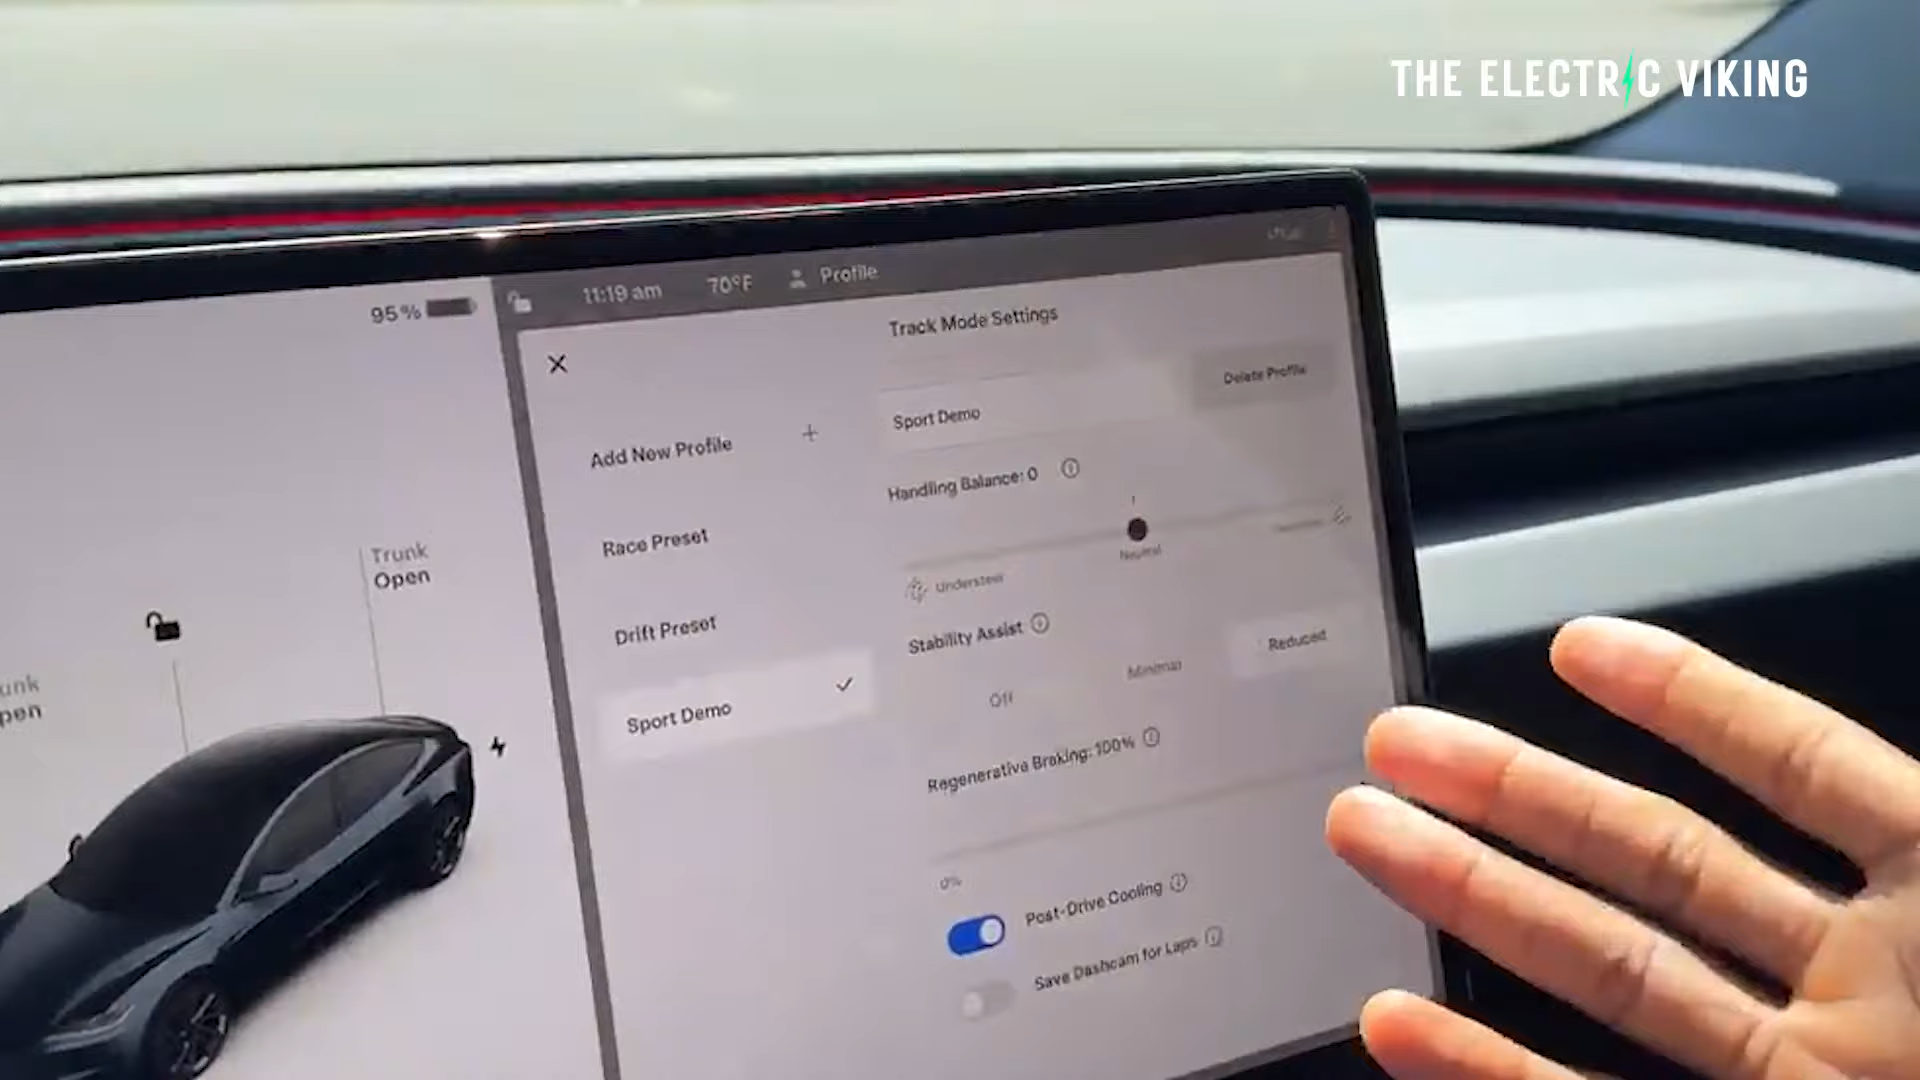 THE ELECTRIC VIKING
95%
11:19 am
70°F
Profile
Track Mode Settings
Sport Demo
Delete Profile
Add New Profile +
Handling Balance: 0
Race Preset
Neutral
Understeer
Trunk
Open
Drift Preset
Stability Assist
Off
Minimal
Reduced
Sport Demo
unk
pen
Regenerative Braking: 100%
0%
Post-Drive Cooling
Save Dashcam for Laps